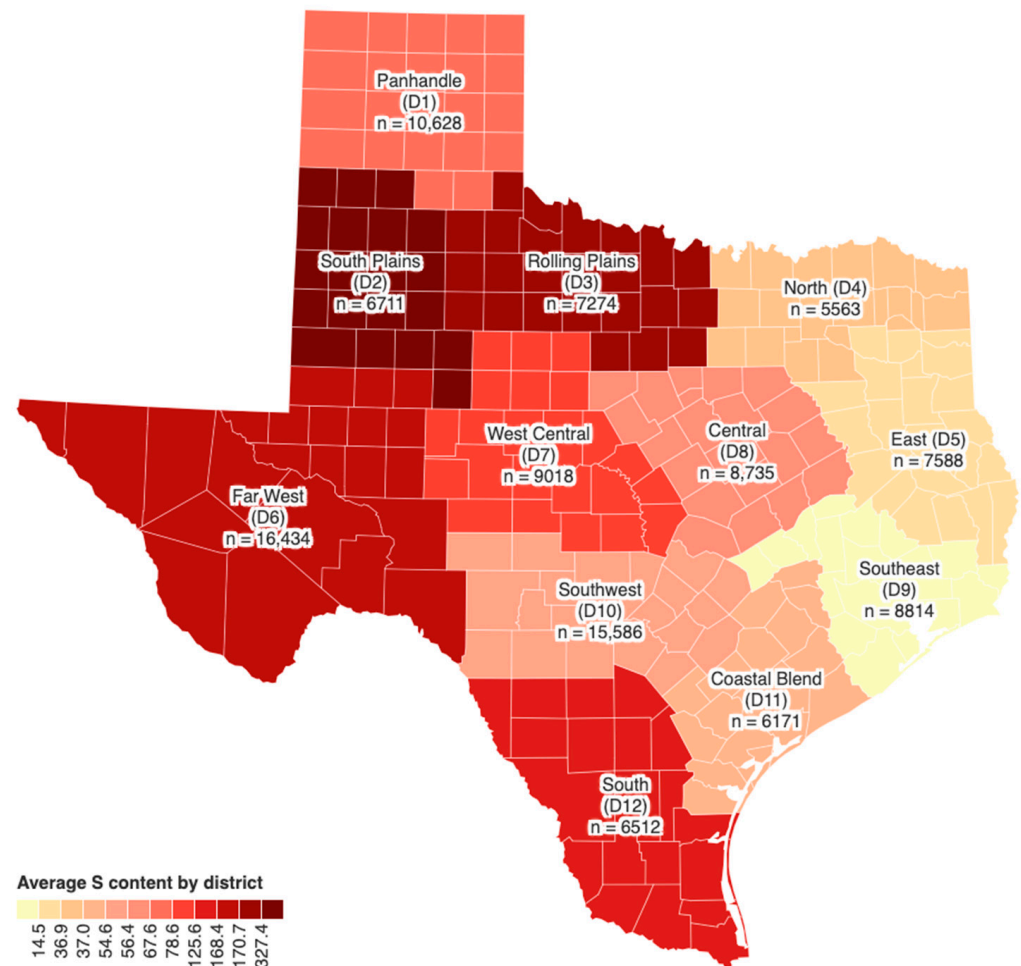 Panhandle
(D1)
n = 10,628
South Plains
(D2)
n = 6711
Rolling Plains
(D3)
n = 7274
North (D4)
n = 5563
West Central
(D7)
n = 9018
Central
(D8)
n = 8,735
East (D5)
n = 7588
Far West
(D6)
n = 16,434
Southeast
(D9)
n = 8814
Southwest
(D10)
n = 15,586
Coastal Blend
(D11)
n = 6171
South
(D12)
n = 6512
Average S content by district
14.5
36.9
37.0
54.6
56.4
67.6
78.6
125.6
168.4
170.7
327.4